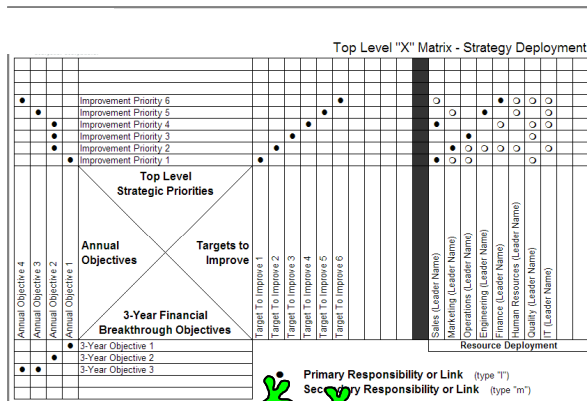 Top Level "X" Matrix - Strategy Deployment
Improvement Priority 6
Improvement Priority 5
Improvement Priority 4
Improvement Priority 3
Improvement Priority 2
Improvement Priority 1
Top Level
Strategic Priorities
Annual
Objectives
Targets to
Improve
3-Year Financial
Breakthrough Objectives
Annual Objective 4
Annual Objective 3
Annual Objective 2
Annual Objective 1
Target To Improve 1
Target To Improve 2
Target To Improve 3
Target To Improve 4
Target To Improve 5
Target To Improve 6
Sales (Leader Name)
Marketing (Leader Name)
Operations (Leader Name)
Engineering (Leader Name)
Finance (Leader Name)
Human Resources (Leader Name)
Quality (Leader Name)
IT (Leader Name)
3-Year Objective 1
3-Year Objective 2
3-Year Objective 3
Resource Deployment
Primary Responsibility or Link (type "l")
Responsibility or Link (type "m")